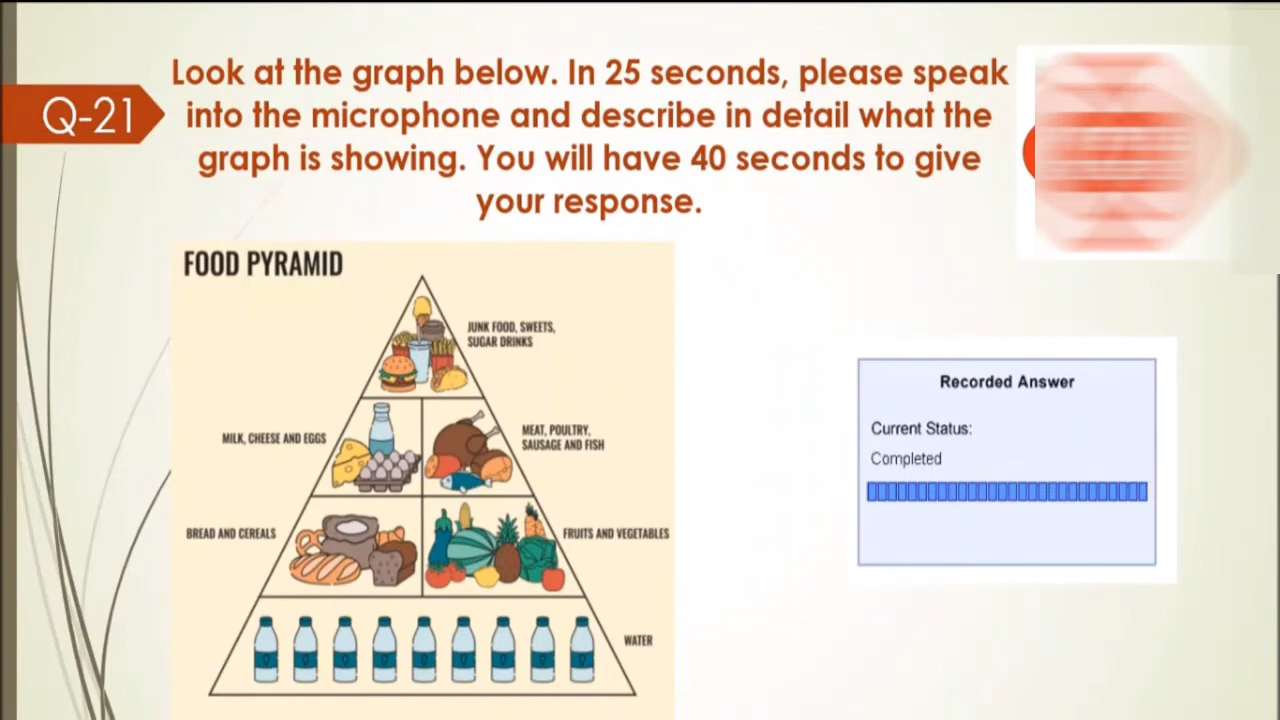 Look at the graph below. In 25 seconds, please speak
into the microphone and describe in detail what the
graph is showing. You will have 40 seconds to give
your response.
Q-21
FOOD PYRAMID
JUNK FOOD, SWEETS,
SUGAR DRINKS
MILK, CHEESE AND EGGS
MEAT, POULTRY,
SAUSAGE AND FISH
BREAD AND CEREALS
FRUITS AND VEGETABLES
WATER
Recorded Answer
Current Status:
Completed